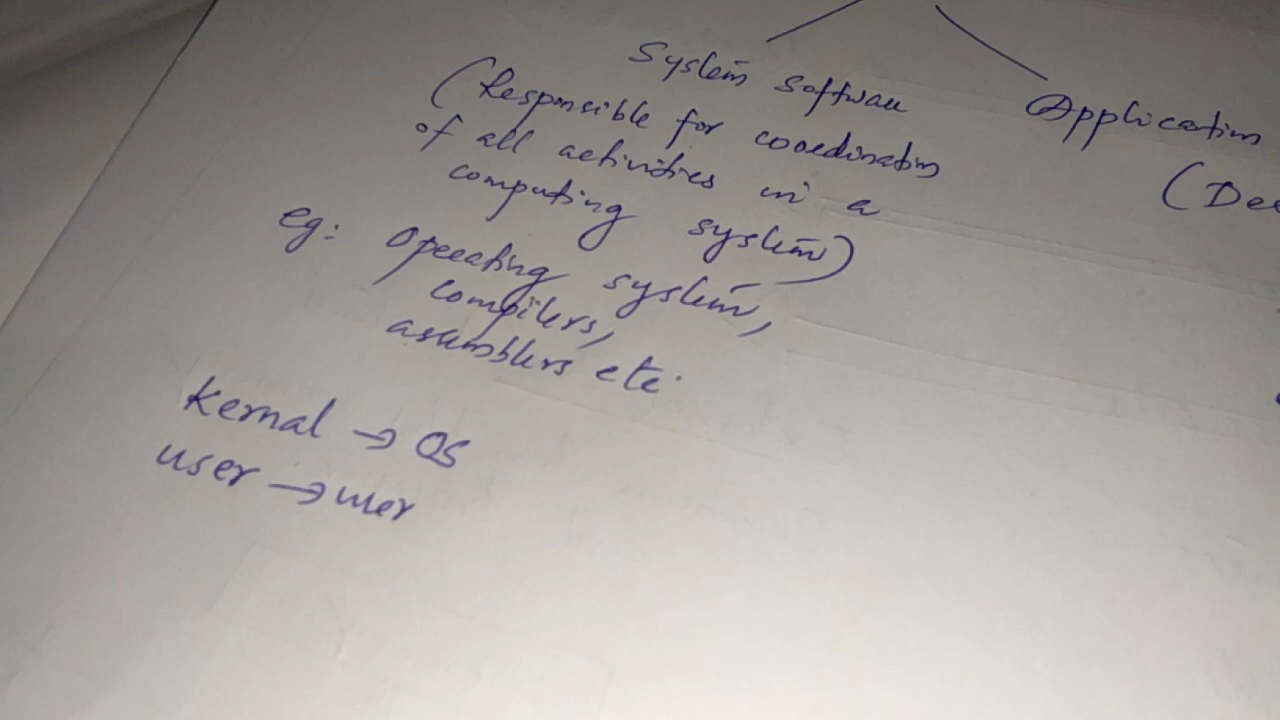 System Software
Application
(Responsible for coordination
(De
of all activities in a
computing system)
eg: Operating system,
compilers,
assemblers etc.
Kernal → OS
user → user